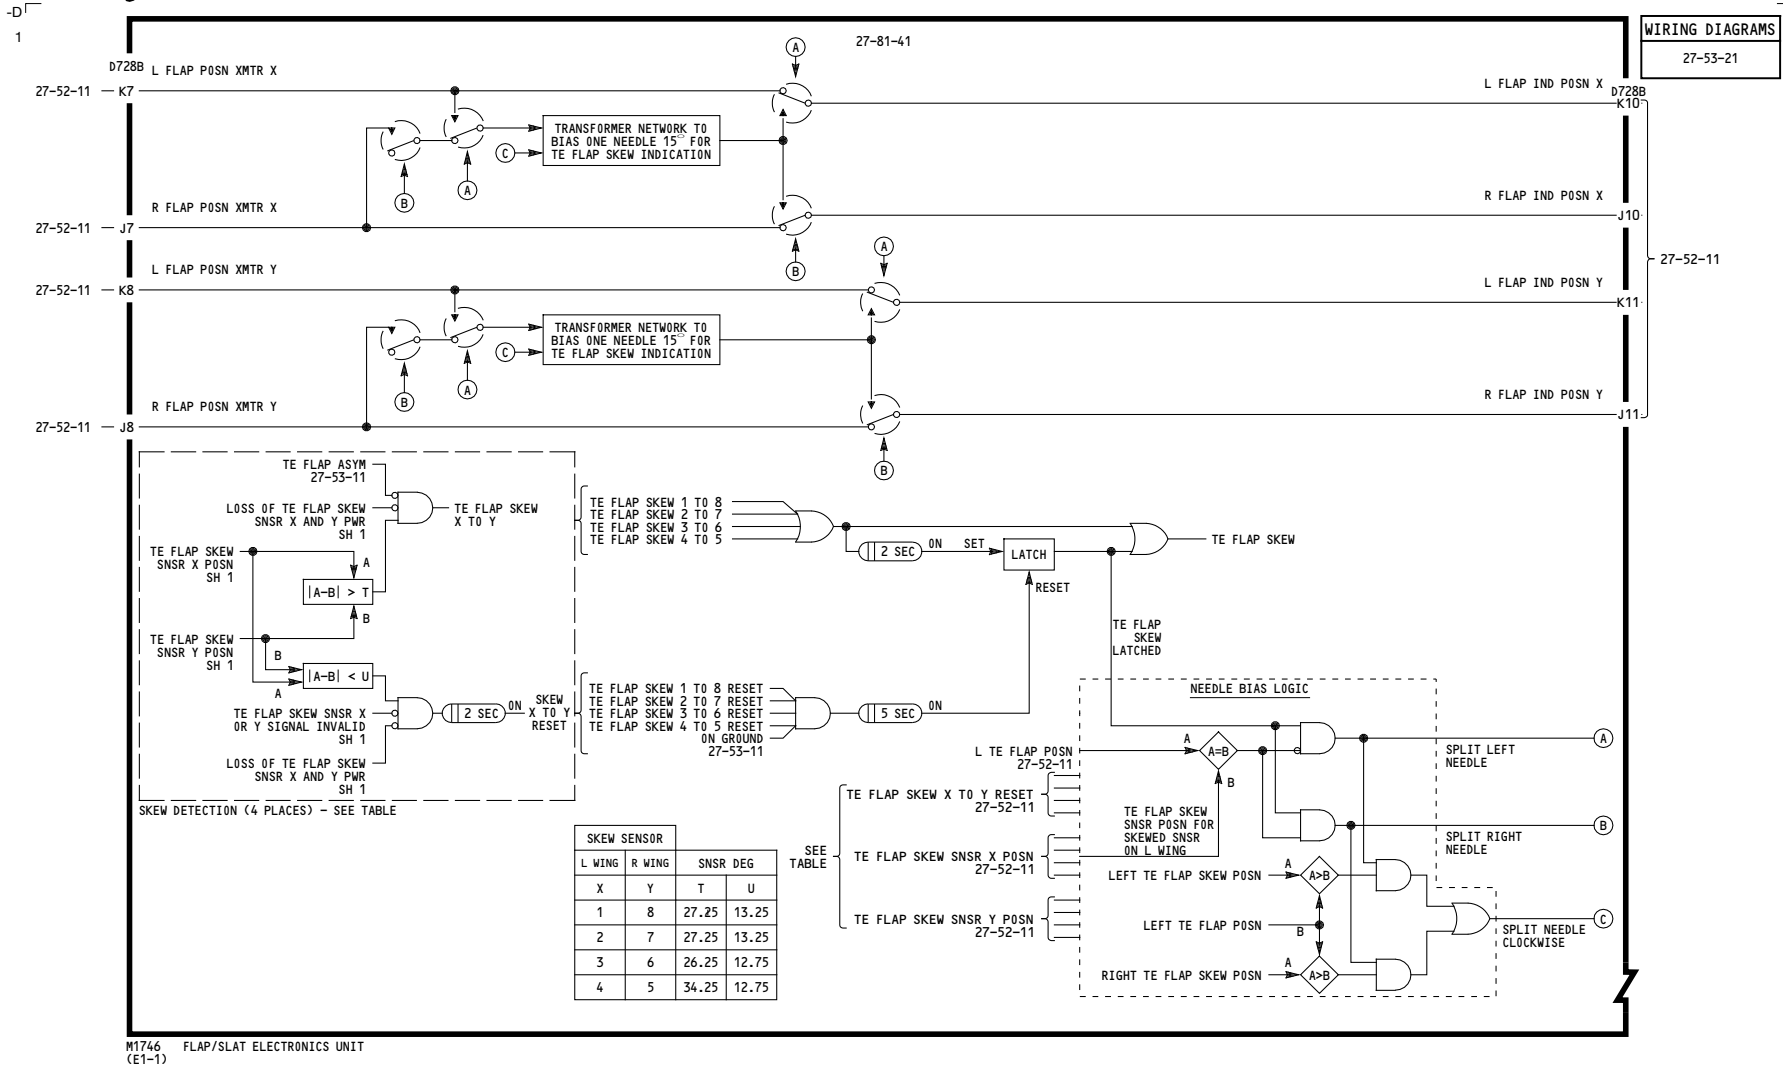 -D
1
27-81-41
WIRING DIAGRAMS
27-53-21
D728B
L FLAP POSN XMTR X
27-52-11
K7
A
L FLAP IND POSN X
D728B
K10
TRANSFORMER NETWORK TO
BIAS ONE NEEDLE 15° FOR
TE FLAP SKEW INDICATION
C
B
A
R FLAP POSN XMTR X
27-52-11
J7
R FLAP IND POSN X
J10
B
A
27-52-11
L FLAP POSN XMTR Y
27-52-11
K8
L FLAP IND POSN Y
K11
TRANSFORMER NETWORK TO
BIAS ONE NEEDLE 15° FOR
TE FLAP SKEW INDICATION
C
B
A
R FLAP POSN XMTR Y
27-52-11
J8
R FLAP IND POSN Y
J11
B
TE FLAP ASYM
27-53-11
LOSS OF TE FLAP SKEW
SNSR X AND Y PWR
SH 1
TE FLAP SKEW
X TO Y
TE FLAP SKEW
SNSR X POSN
SH 1
A
|A-B| > T
B
TE FLAP SKEW
SNSR Y POSN
SH 1
B
A
|A-B| < U
TE FLAP SKEW SNSR X
OR Y SIGNAL INVALID
SH 1
2 SEC
ON
SKEW
X TO Y
RESET
LOSS OF TE FLAP SKEW
SNSR X AND Y PWR
SH 1
SKEW DETECTION (4 PLACES) - SEE TABLE
TE FLAP SKEW 1 TO 8
TE FLAP SKEW 2 TO 7
TE FLAP SKEW 3 TO 6
TE FLAP SKEW 4 TO 5
2 SEC
ON
SET
LATCH
RESET
TE FLAP SKEW
TE FLAP SKEW 1 TO 8 RESET
TE FLAP SKEW 2 TO 7 RESET
TE FLAP SKEW 3 TO 6 RESET
TE FLAP SKEW 4 TO 5 RESET
ON GROUND
27-53-11
5 SEC
ON
TE FLAP
SKEW
LATCHED
NEEDLE BIAS LOGIC
L TE FLAP POSN
27-52-11
A
A=B
B
SPLIT LEFT
NEEDLE
A
TE FLAP SKEW X TO Y RESET
27-52-11
TE FLAP SKEW
SNSR POSN FOR
SKEWED SNSR
ON L WING
SPLIT RIGHT
NEEDLE
B
SEE
TABLE
TE FLAP SKEW SNSR X POSN
27-52-11
TE FLAP SKEW SNSR Y POSN
27-52-11
LEFT TE FLAP SKEW POSN
A
A>B
LEFT TE FLAP POSN
B
RIGHT TE FLAP SKEW POSN
A
A>B
SPLIT NEEDLE
CLOCKWISE
C
SKEW SENSOR
L WING R WING SNSR DEG
X Y T U
1 8 27.25 13.25
2 7 27.25 13.25
3 6 26.25 12.75
4 5 34.25 12.75
M1746 FLAP/SLAT ELECTRONICS UNIT
(E1-1)